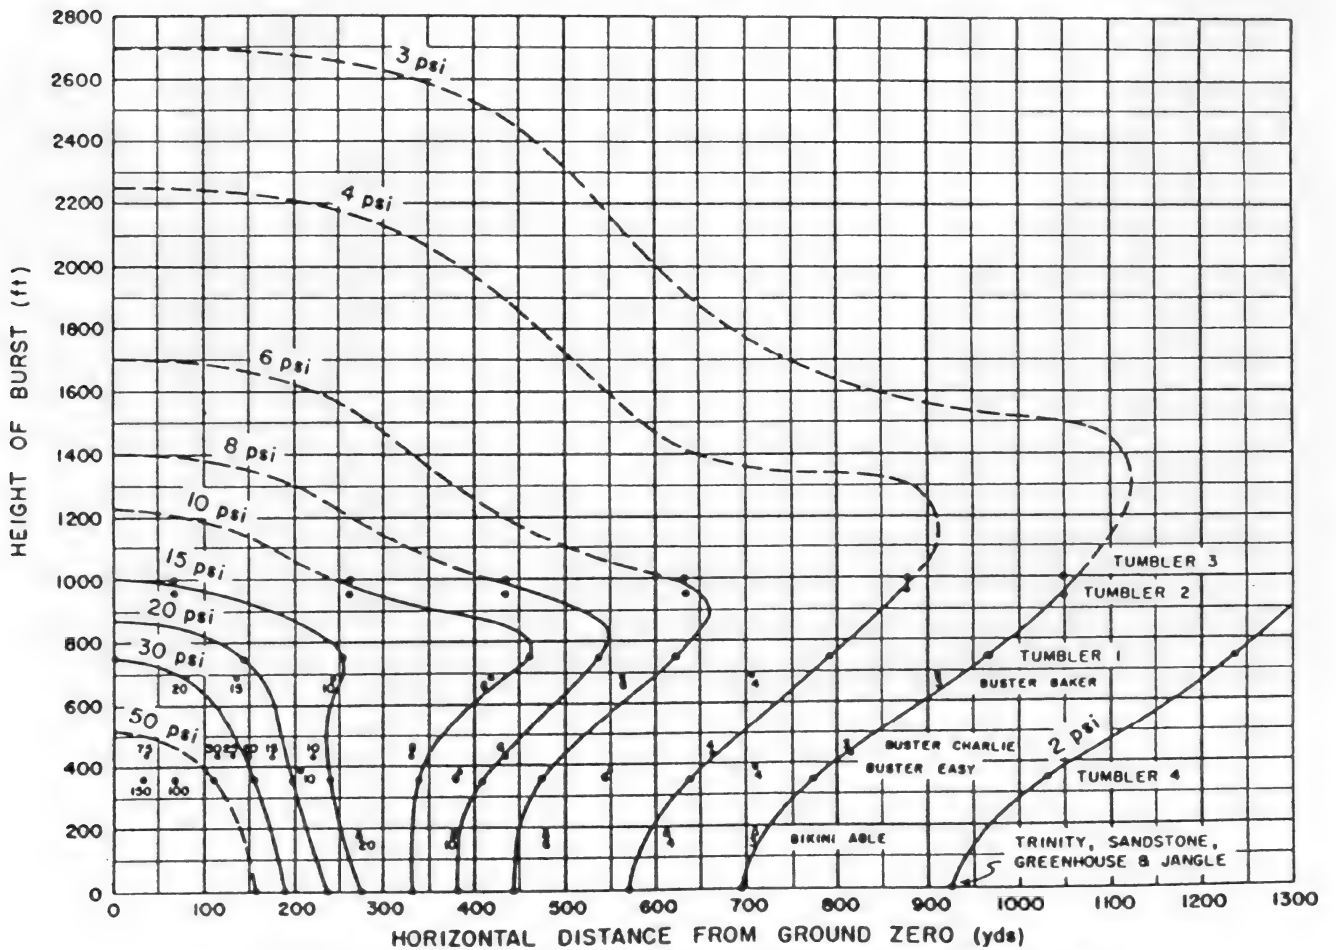 2800
2600
2400
2200
2000
1800
1600
1400
1200
1000
800
600
400
200
0
HEIGHT OF BURST (ft)
3 psi
4 psi
6 psi
8 psi
10 psi
15 psi
20 psi
30 psi
50 psi
2 psi
TUMBLER 3
TUMBLER 2
TUMBLER 1
BUSTER BAKER
20
15
10
4
BUSTER CHARLIE
BUSTER EASY
10
4
TUMBLER 4
150
100
BIKINI ABLE
20
10
4
TRINITY, SANDSTONE,
GREENHOUSE & JANGLE
0 100 200 300 400 500 600 700 800 900 1000 1100 1200 1300
HORIZONTAL DISTANCE FROM GROUND ZERO (yds)